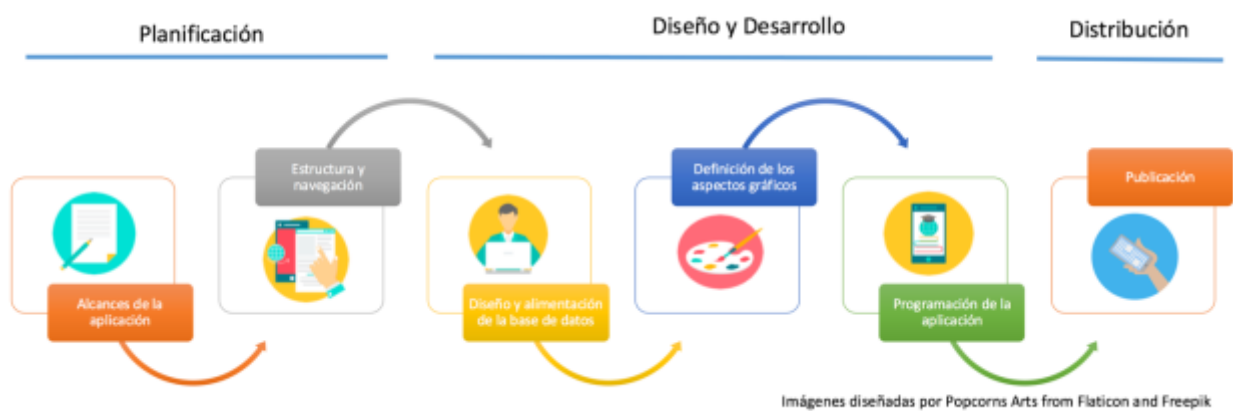 Planificación
Diseño y Desarrollo
Distribución
Alcances de la
aplicación
Estructura y
navegación
Diseño y alimentación
de la base de datos
Definición de los
aspectos gráficos
Programación de la
aplicación
Publicación
Imágenes diseñadas por Popcorns Arts from Flaticon and Freepik